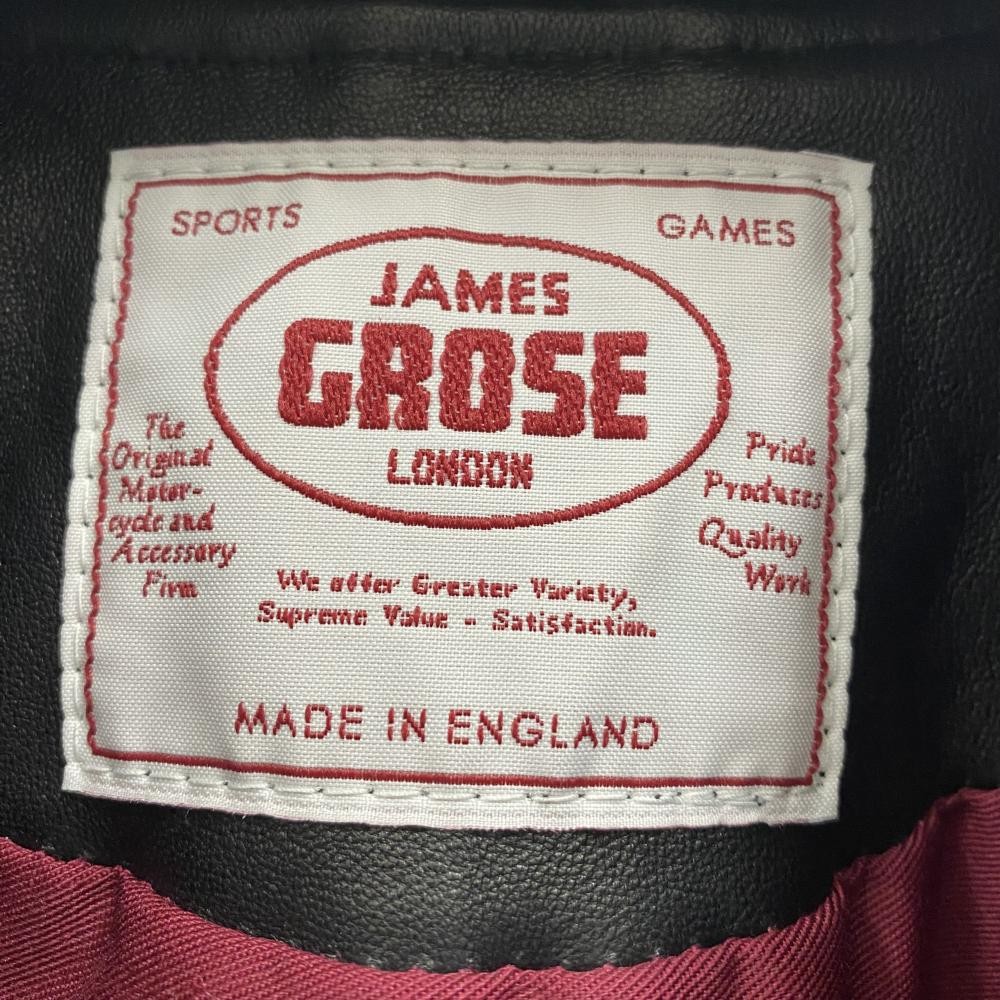 SPORTS
GAMES
JAMES
GROSE
LONDON
The
Original
Motor-
cycle and
Accessory
Firm
Pride
Produces
Quality
Work
We offer Greater Variety,
Supreme Value - Satisfaction.
MADE IN ENGLAND